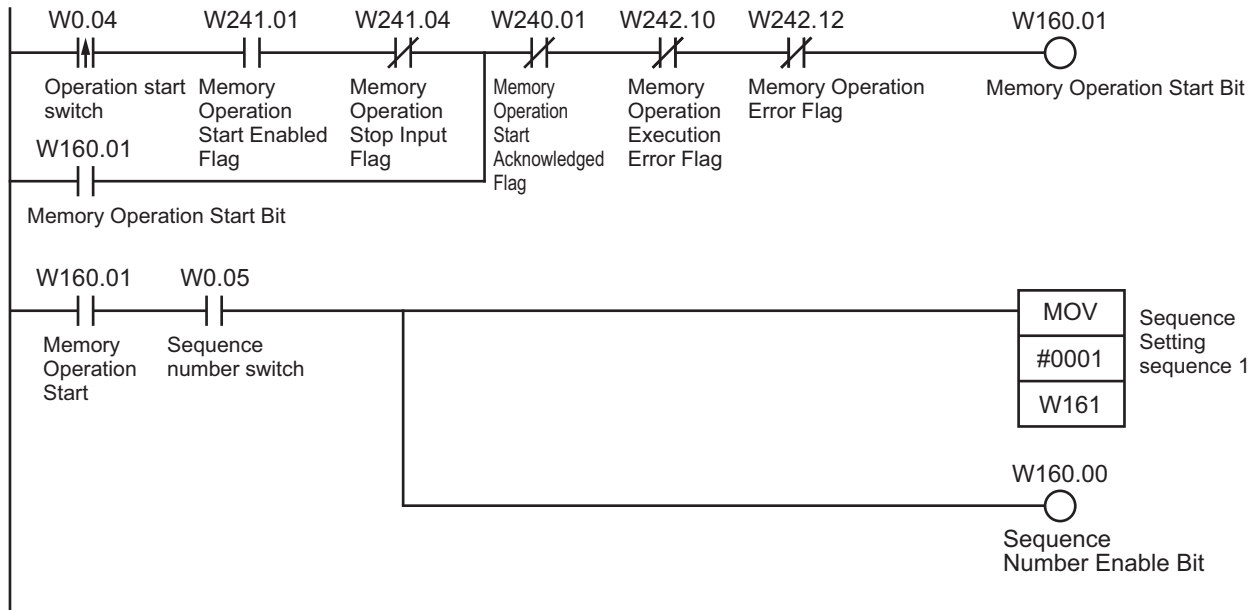 W0.04 W241.01 W241.04 W240.01 W242.10 W242.12 W160.01
Operation start
switch
Memory
Operation
Start Enabled
Flag
Memory
Operation
Stop Input
Flag
Memory
Operation
Start
Acknowledged
Flag
Memory
Operation
Execution
Error Flag
Memory Operation
Error Flag
Memory Operation Start Bit
W160.01
Memory Operation Start Bit
W160.01 W0.05
Memory
Operation
Start
Sequence
number switch
MOV
#0001
W161
Sequence
Setting
sequence 1
W160.00
Sequence
Number Enable Bit